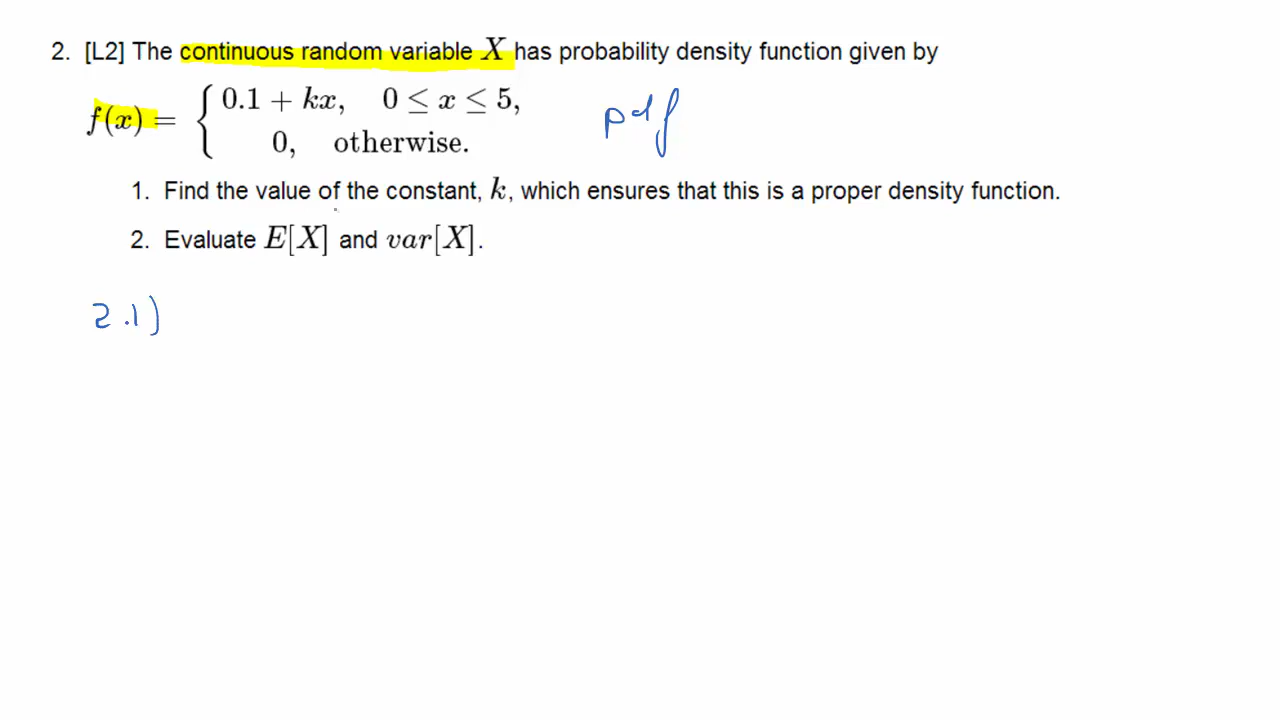 2. [L2] The continuous random variable X has probability density function given by
f(x) = { 0.1 + kx, 0 ≤ x ≤ 5,
0, otherwise.
pdf
1. Find the value of the constant, k, which ensures that this is a proper density function.
2. Evaluate E[X] and var[X].
2.1)